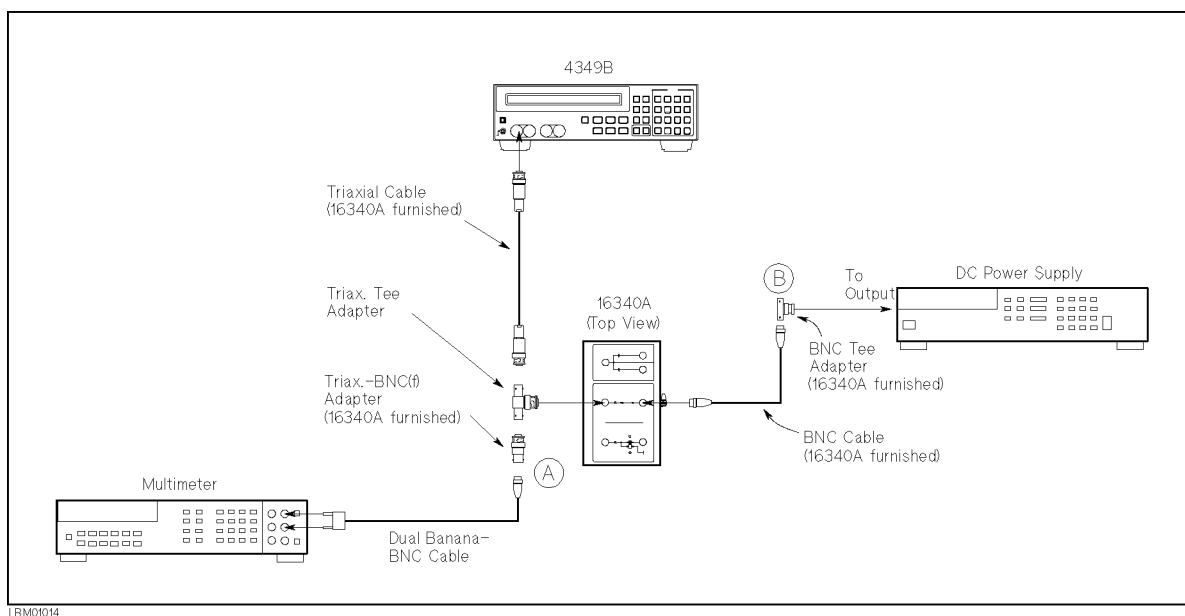 4349B
Triaxial Cable
(16340A furnished)
Triax. Tee
Adapter
Triax.-BNC(f)
Adapter
(16340A furnished)
A
16340A
(Top View)
B
To
Output
DC Power Supply
BNC Tee
Adapter
(16340A furnished)
BNC Cable
(16340A furnished)
Multimeter
Dual Banana-
BNC Cable
LRM01014